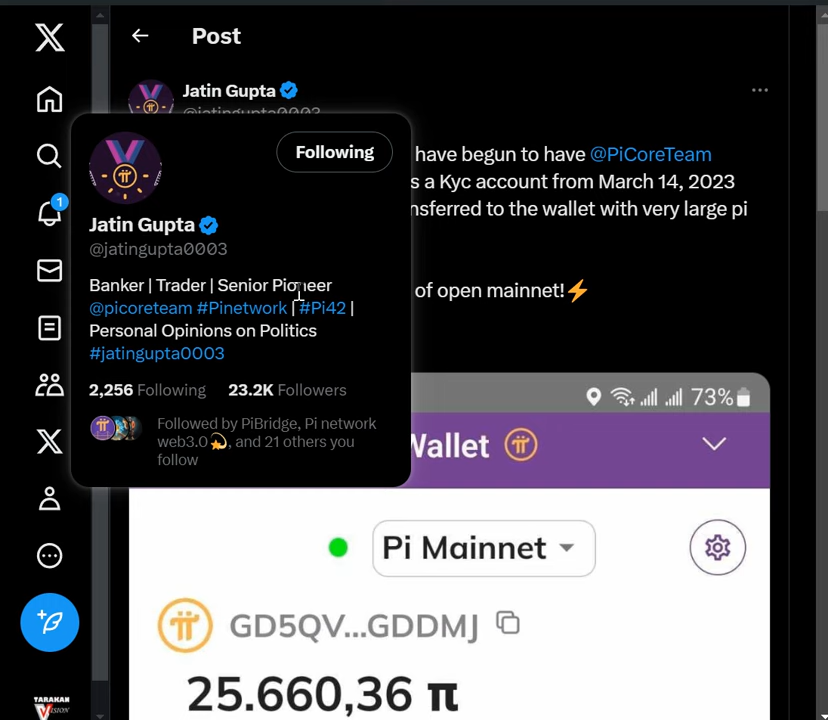 Post
Jatin Gupta
@jatingupta0003
have begun to have @PiCoreTeam
s a Kyc account from March 14, 2023
nsferred to the wallet with very large pi
of open mainnet!⚡
Following
Jatin Gupta
@jatingupta0003
Banker | Trader | Senior Pioneer
@picoreteam #Pinetwork | #Pi42 |
Personal Opinions on Politics
#jatingupta0003
2,256 Following 23.2K Followers
Followed by PiBridge, Pi network
web3.0💫, and 21 others you
follow
1
73%
Wallet
Pi Mainnet
GD5QV...GDDMJ
25.660,36 π
TARAKAN
VISION